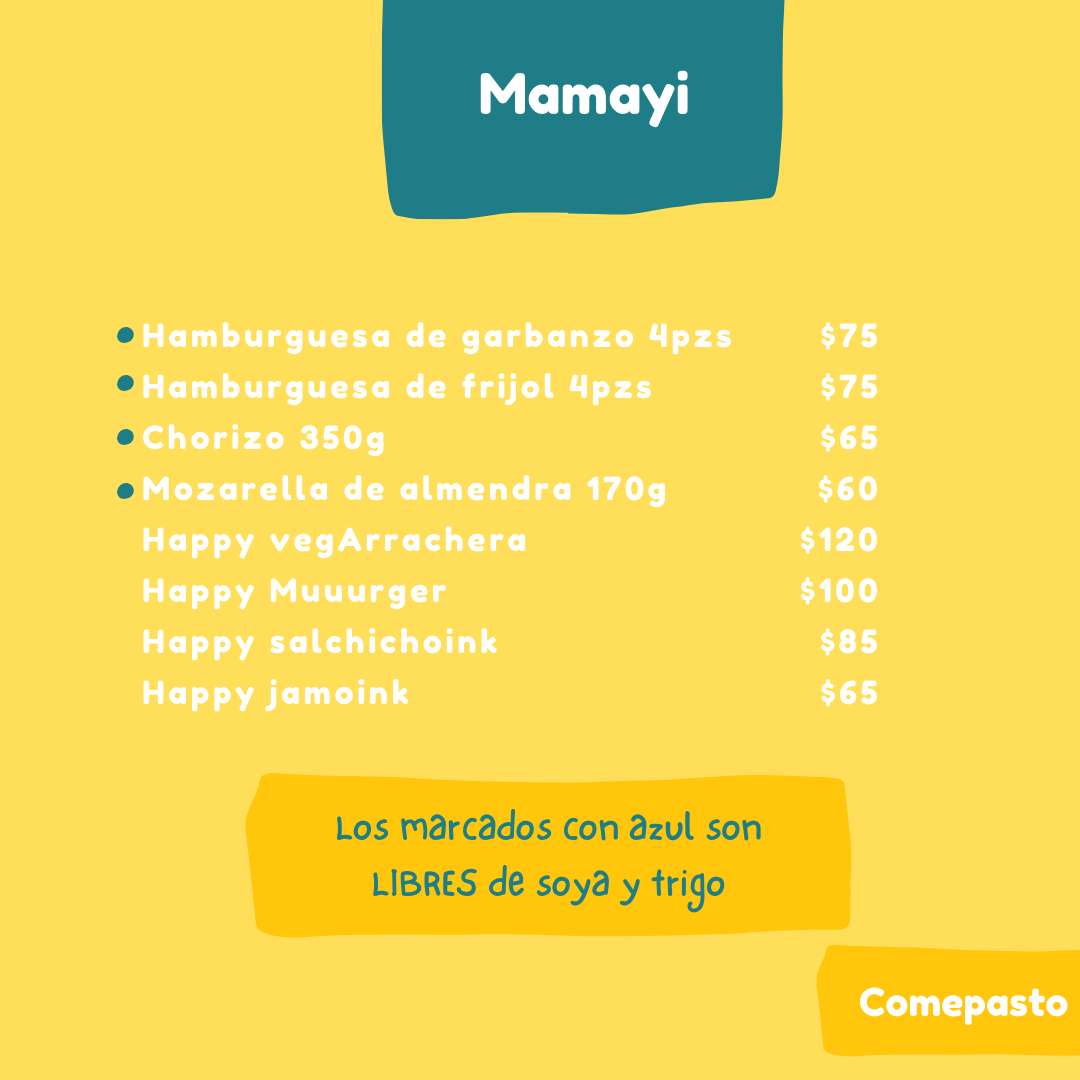 Mamayi
Hamburguesa de garbanzo 4pzs $75
Hamburguesa de frijol 4pzs $75
Chorizo 350g $65
Mozarella de almendra 170g $60
Happy vegArrachera $120
Happy Muuurger $100
Happy salchichoink $85
Happy jamoink $65
Los marcados con azul son
LIBRES de soya y trigo
Comepasto